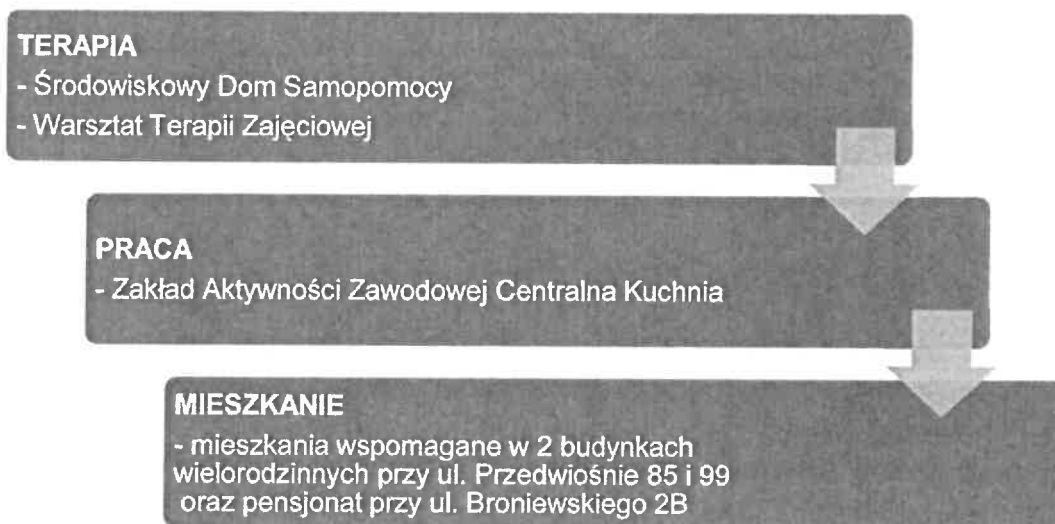 TERAPIA
- Środowiskowy Dom Samopomocy
- Warsztat Terapii Zajęciowej
PRACA
- Zakład Aktywności Zawodowej Centralna Kuchnia
MIESZKANIE
- mieszkania wspomagane w 2 budynkach
wielorodzinnych przy ul. Przedwiośnie 85 i 99
oraz pensjonat przy ul. Broniewskiego 2B